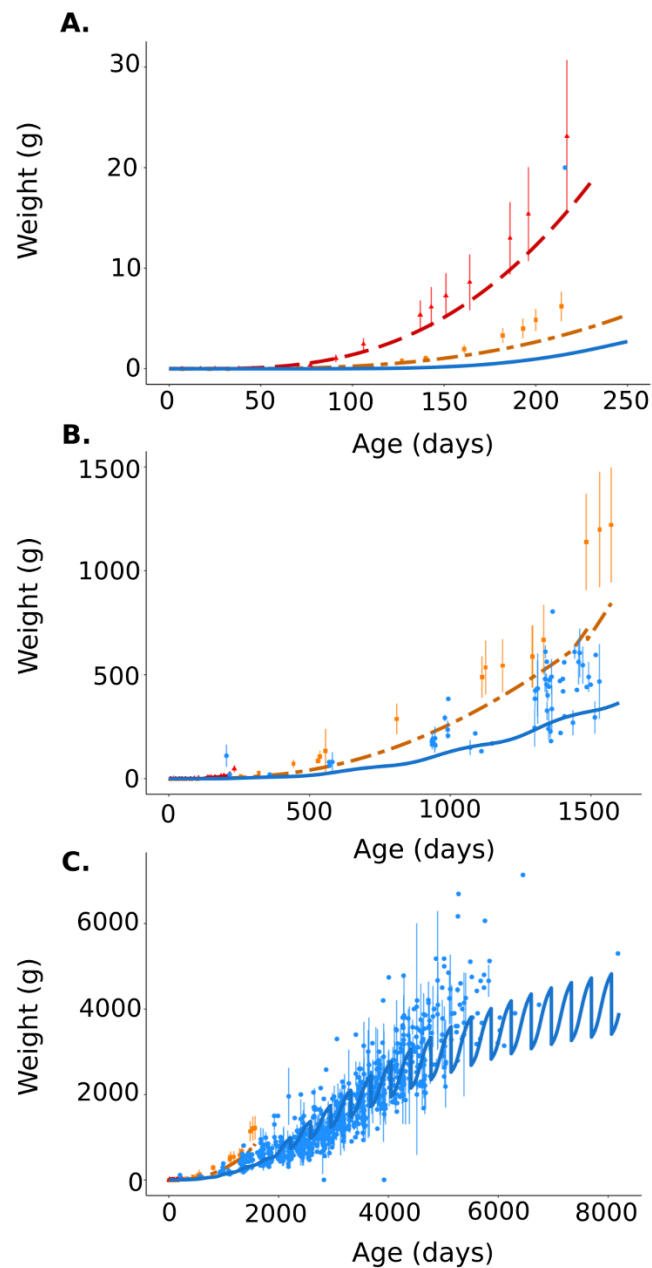 A.
30
20
10
0
Weight (g)
0 50 100 150 200 250
Age (days)
B.
1500
1000
500
0
Weight (g)
0 500 1000 1500
Age (days)
C.
6000
4000
2000
0
Weight (g)
0 2000 4000 6000 8000
Age (days)